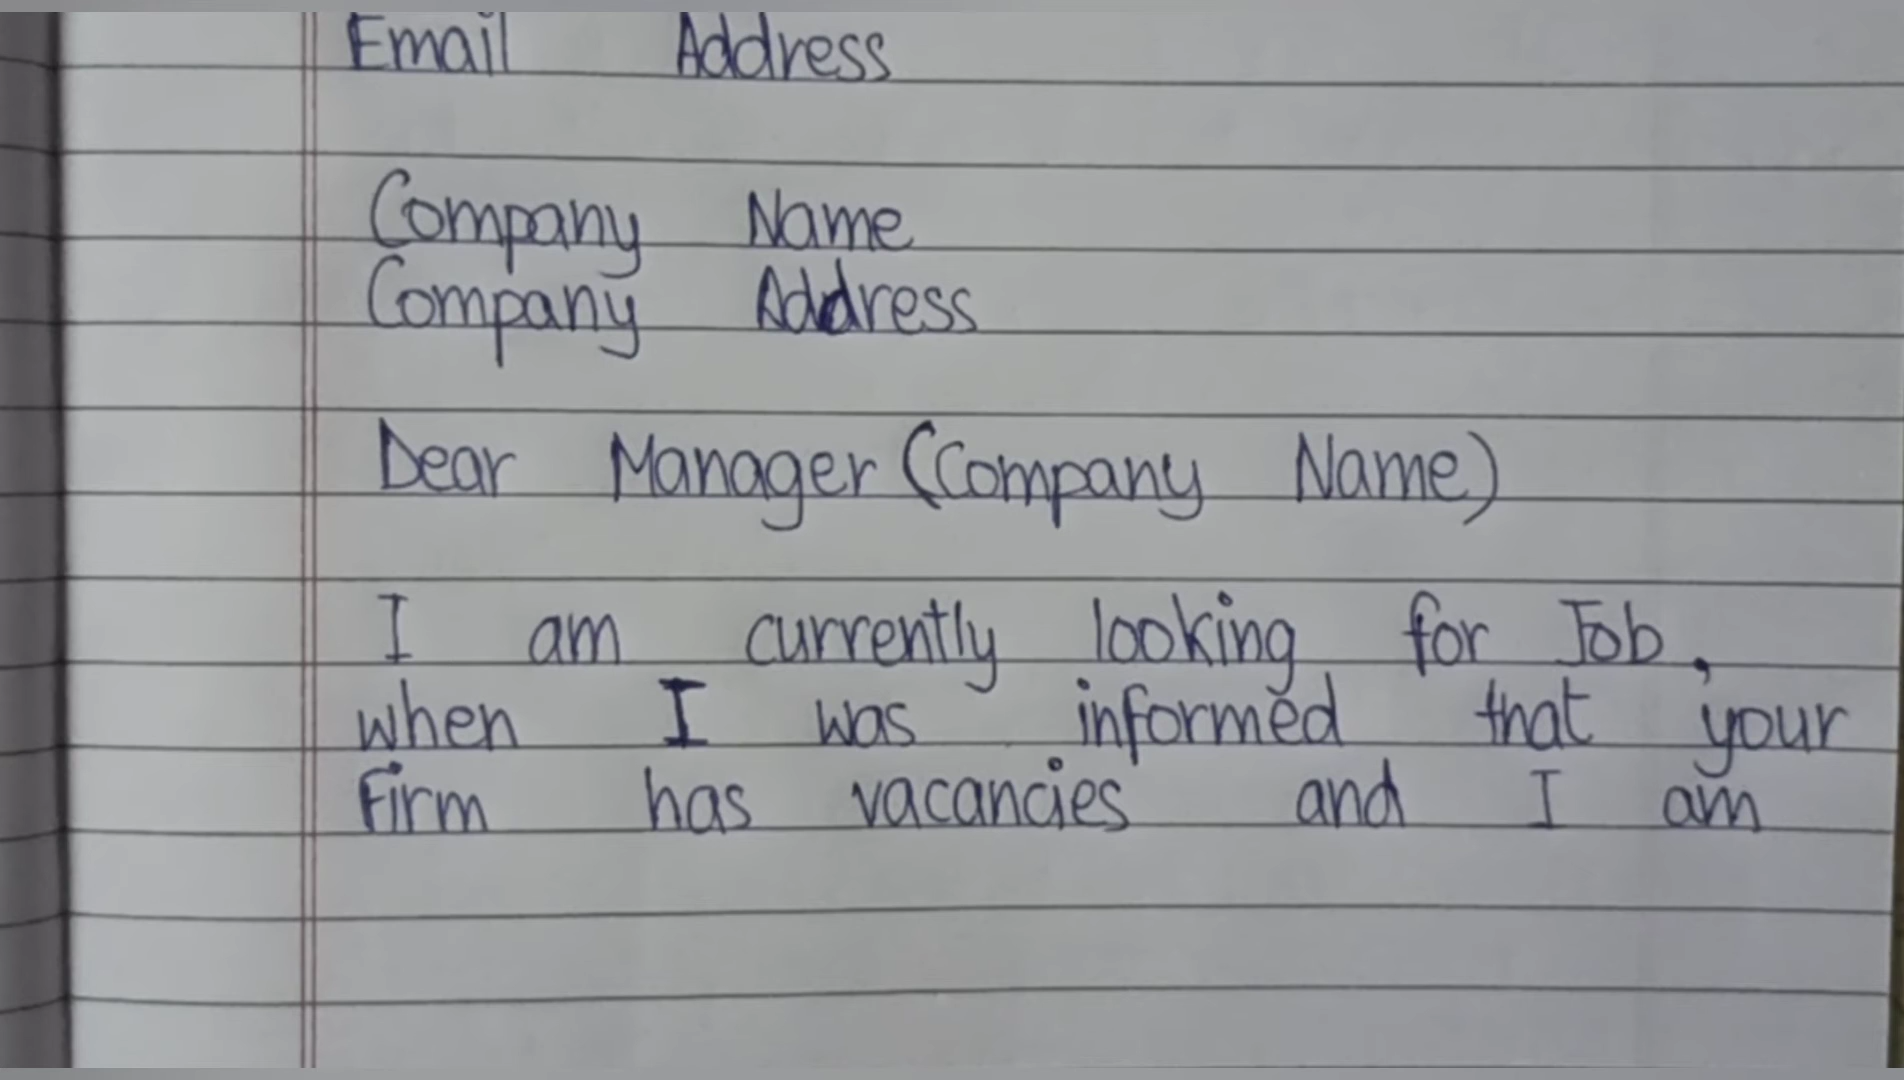 Email Address
Company Name
Company Address
Dear Manager (Company Name)
I am currently looking for Job,
when I was informed that your
Firm has vacancies and I am